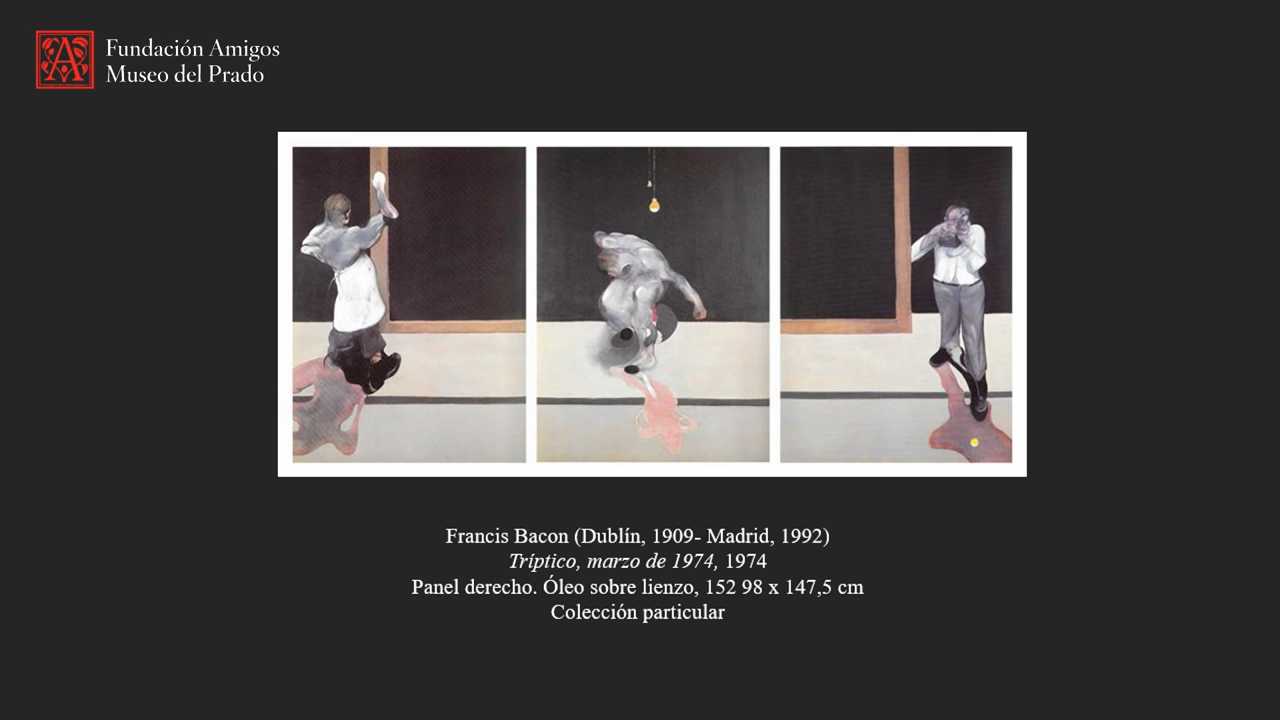 Fundación Amigos
Museo del Prado
Francis Bacon (Dublín, 1909- Madrid, 1992)
Tríptico, marzo de 1974, 1974
Panel derecho. Óleo sobre lienzo, 152 98 x 147,5 cm
Colección particular